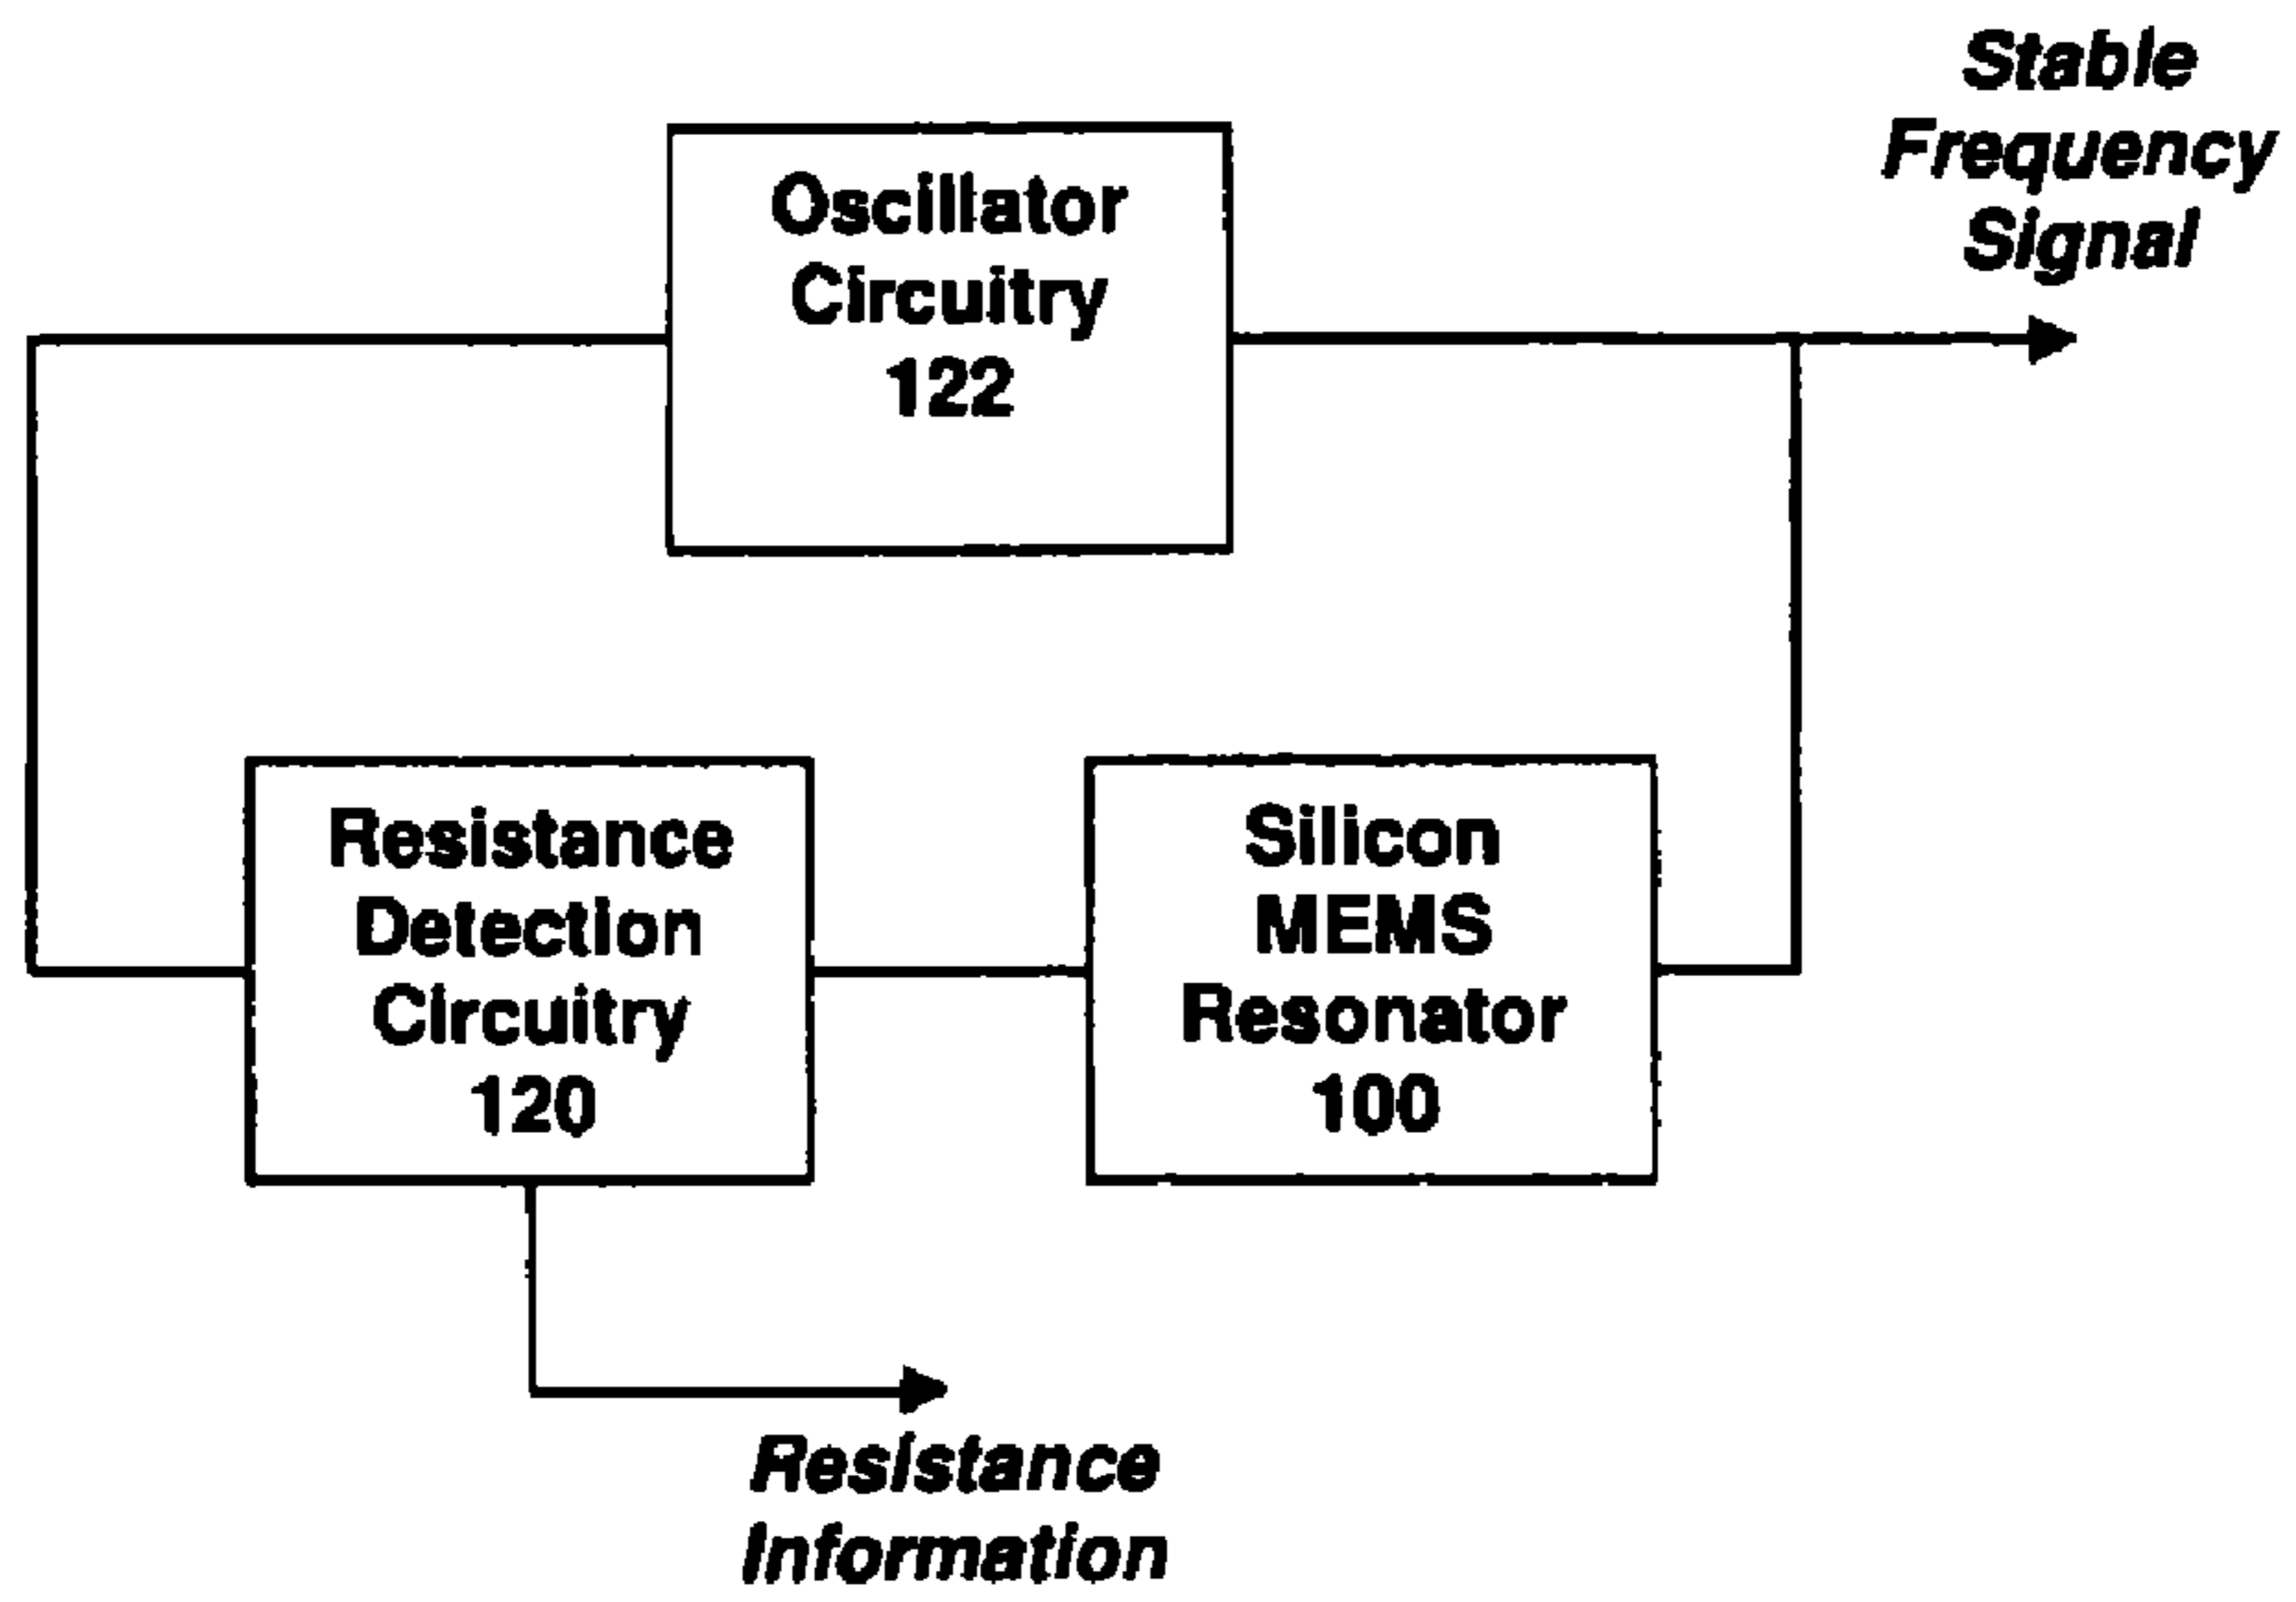 Stable
Frequency
Signal
Oscillator
Circuitry
122
Resistance
Detection
Circuitry
120
Silicon
MEMS
Resonator
100
Resistance
Information